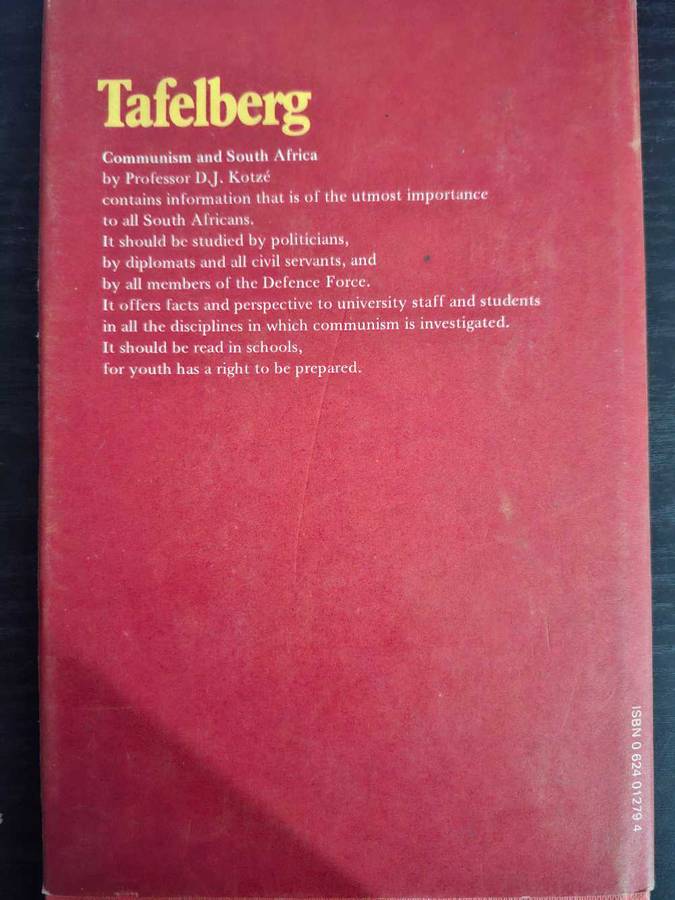 Tafelberg
Communism and South Africa
by Professor D.J. Kotzé
contains information that is of the utmost importance
to all South Africans.
It should be studied by politicians,
by diplomats and all civil servants, and
by all members of the Defence Force.
It offers facts and perspective to university staff and students
in all the disciplines in which communism is investigated.
It should be read in schools,
for youth has a right to be prepared.
ISBN 0 624 01279 4